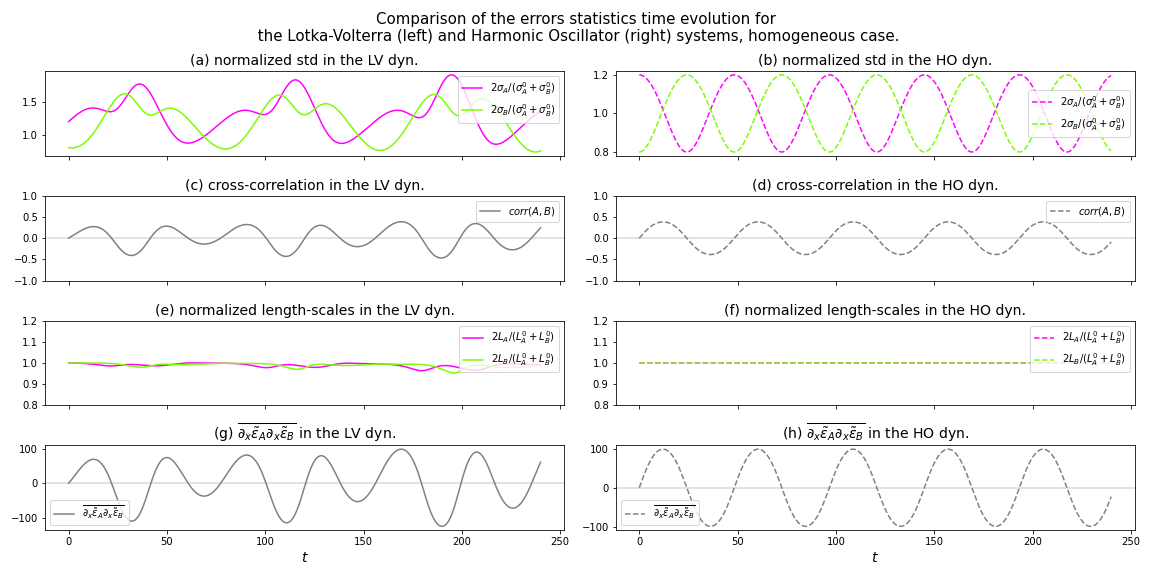 Comparison of the errors statistics time evolution for
the Lotka-Volterra (left) and Harmonic Oscillator (right) systems, homogeneous case.
(a) normalized std in the LV dyn.
1.5
1.0
2σ_A/(σ_A^0 + σ_B^0)
2σ_B/(σ_A^0 + σ_B^0)
(b) normalized std in the HO dyn.
1.2
1.0
0.8
2σ_A/(σ_A^0 + σ_B^0)
2σ_B/(σ_A^0 + σ_B^0)
(c) cross-correlation in the LV dyn.
1.0
0.5
0.0
−0.5
−1.0
corr(A, B)
(d) cross-correlation in the HO dyn.
1.0
0.5
0.0
−0.5
−1.0
corr(A, B)
(e) normalized length-scales in the LV dyn.
1.2
1.1
1.0
0.9
0.8
2L_A/(L_A^0 + L_B^0)
2L_B/(L_A^0 + L_B^0)
(f) normalized length-scales in the HO dyn.
1.2
1.1
1.0
0.9
0.8
2L_A/(L_A^0 + L_B^0)
2L_B/(L_A^0 + L_B^0)
(g) \overline{∂_x ε̃_A ∂_x ε̃_B} in the LV dyn.
100
0
−100
\overline{∂_x ε̃_A ∂_x ε̃_B}
0 50 100 150 200 250
t
(h) \overline{∂_x ε̃_A ∂_x ε̃_B} in the HO dyn.
100
0
−100
\overline{∂_x ε̃_A ∂_x ε̃_B}
0 50 100 150 200 250
t